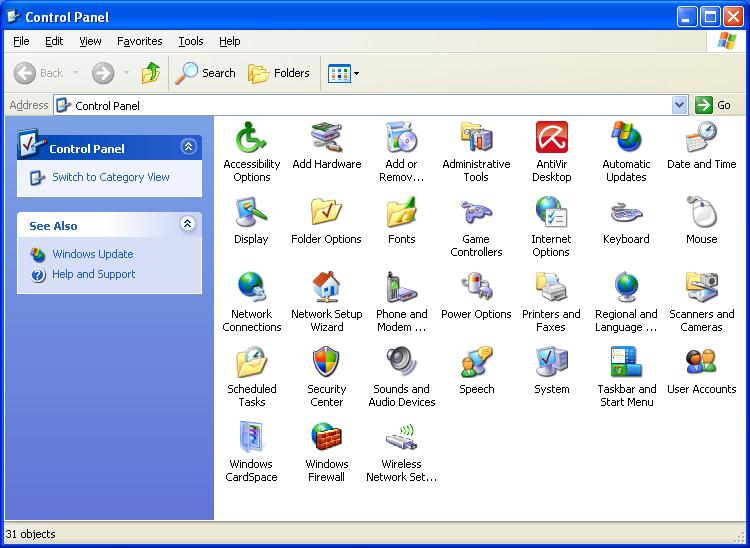 Control Panel
File Edit View Favorites Tools Help
Back Search Folders
Address Control Panel Go
Control Panel
Switch to Category View
See Also
Windows Update
Help and Support
Accessibility Options
Add Hardware
Add or Remov...
Administrative Tools
AntiVir Desktop
Automatic Updates
Date and Time
Display
Folder Options
Fonts
Game Controllers
Internet Options
Keyboard
Mouse
Network Connections
Network Setup Wizard
Phone and Modem ...
Power Options
Printers and Faxes
Regional and Language ...
Scanners and Cameras
Scheduled Tasks
Security Center
Sounds and Audio Devices
Speech
System
Taskbar and Start Menu
User Accounts
Windows CardSpace
Windows Firewall
Wireless Network Set...
31 objects